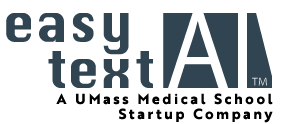 easy
text AI TM
A UMass Medical School
Startup Company